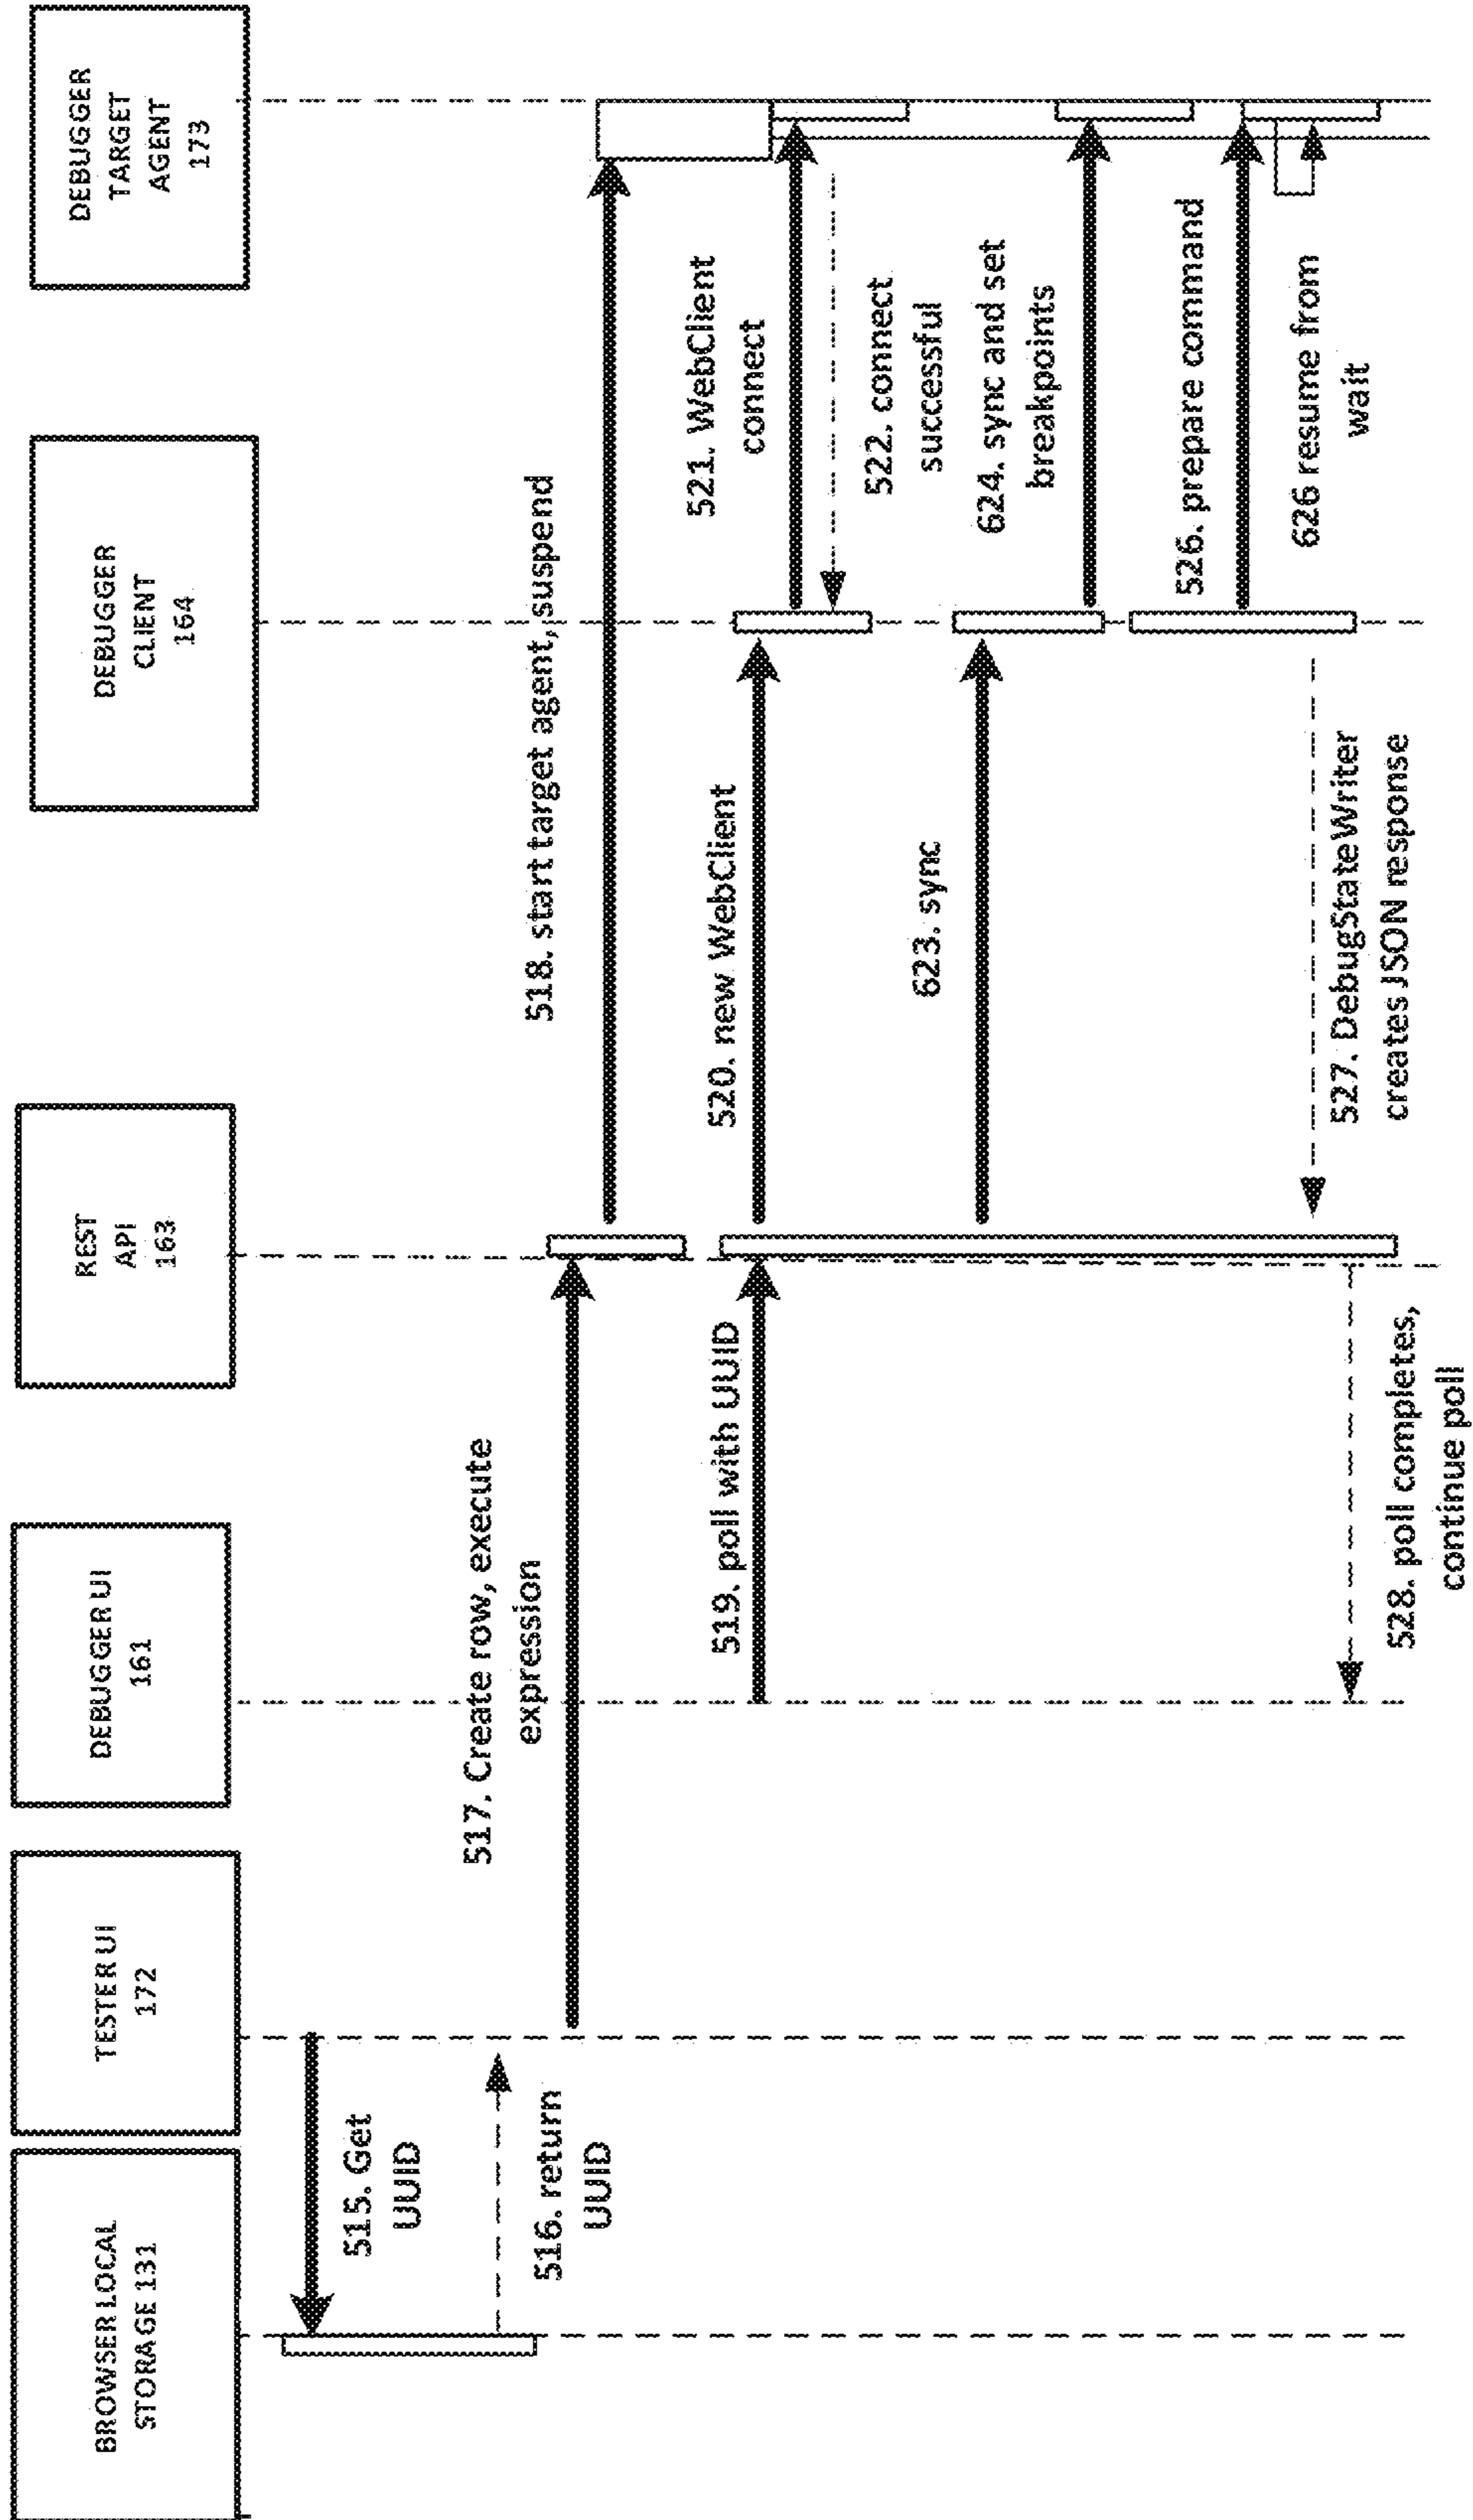 BROWSER LOCAL
STORAGE 131
TESTER UI
172
DEBUGGER UI
161
REST
API
163
DEBUGGER
CLIENT
164
DEBUGGER
TARGET
AGENT
173
515. Get
UUID
516. return
UUID
517. Create row, execute
expression
518. start target agent, suspend
519. poll with UUID
520. new WebClient
521. WebClient
connect
522. connect
successful
623. sync
624. sync and set
breakpoints
526. prepare command
626 resume from
wait
527. DebugStateWriter
creates JSON response
528. poll completes,
continue poll